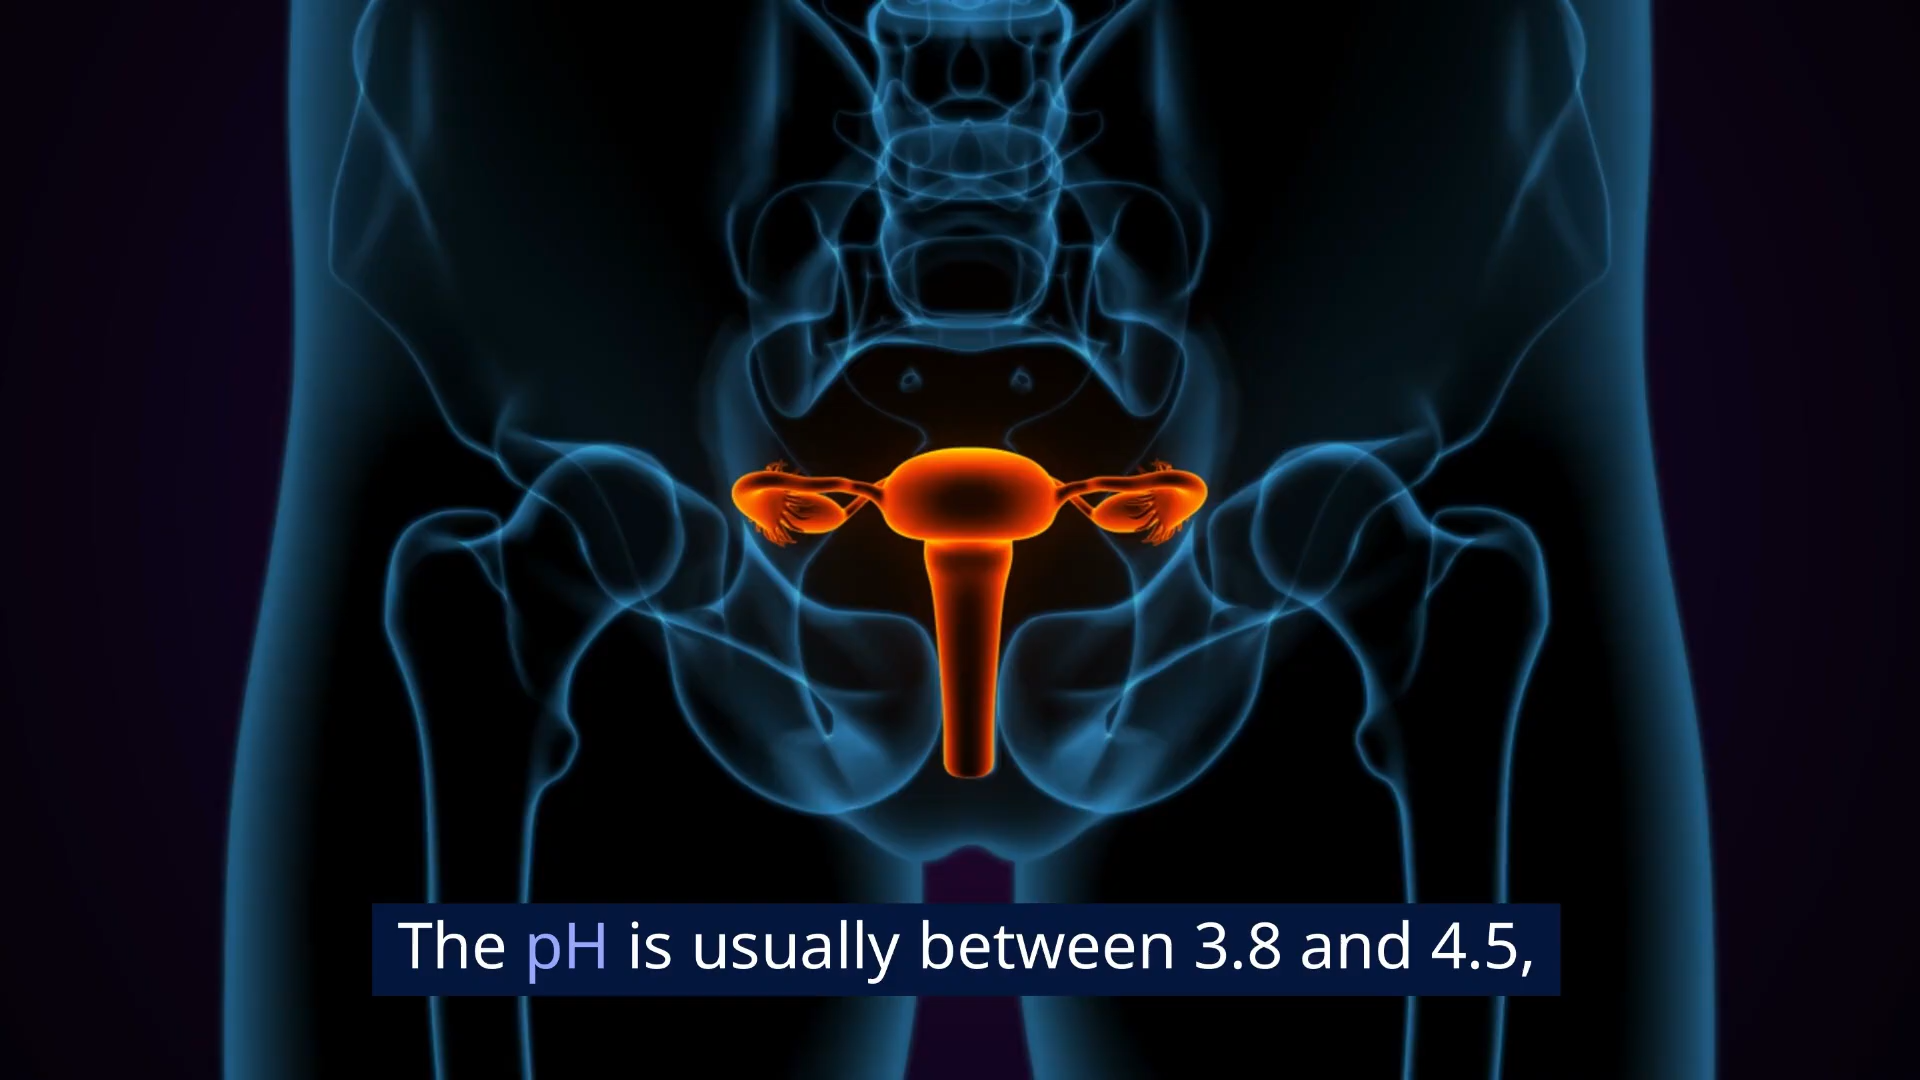 The pH is usually between 3.8 and 4.5,